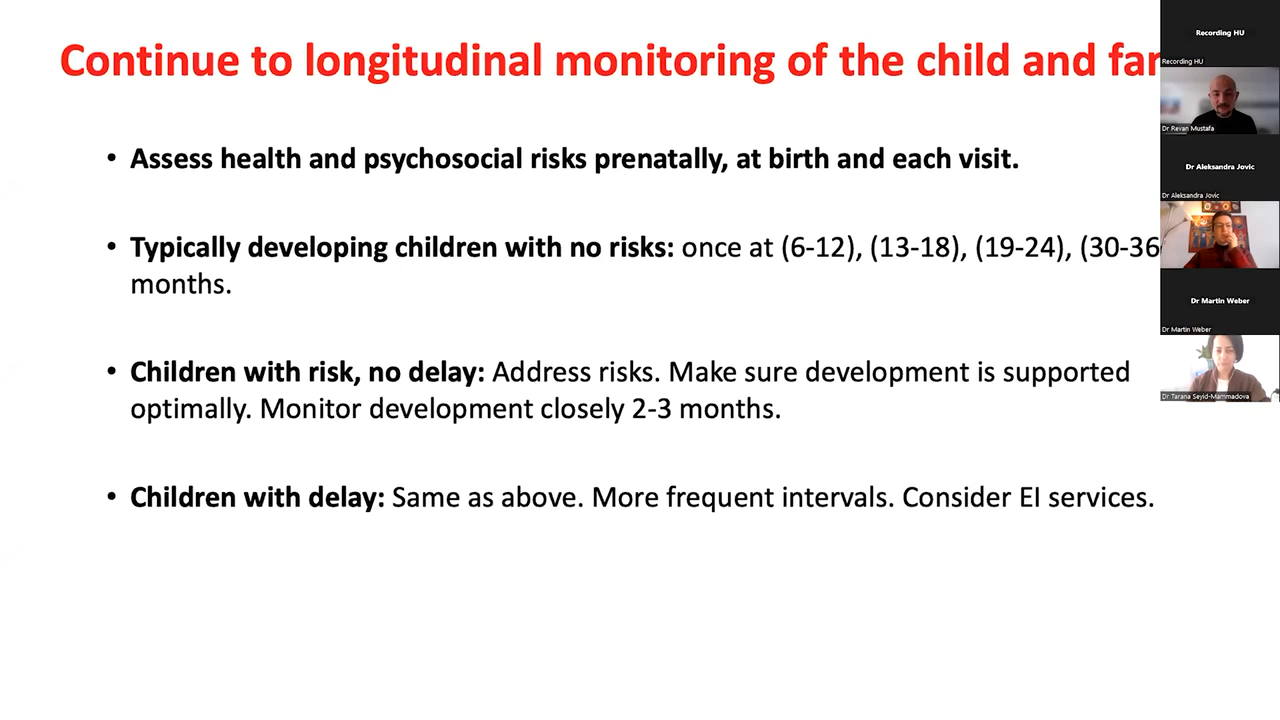 Continue to longitudinal monitoring of the child and far
• Assess health and psychosocial risks prenatally, at birth and each visit.
• Typically developing children with no risks: once at (6-12), (13-18), (19-24), (30-36
months.
• Children with risk, no delay: Address risks. Make sure development is supported
optimally. Monitor development closely 2-3 months.
• Children with delay: Same as above. More frequent intervals. Consider EI services.
Recording HU
Recording HU
Dr Revan Mustafa
Dr Aleksandra Jovic
Dr Aleksandra Jovic
Dr Martin Weber
Dr Martin Weber
Dr Tarana Seyid-Mammadova